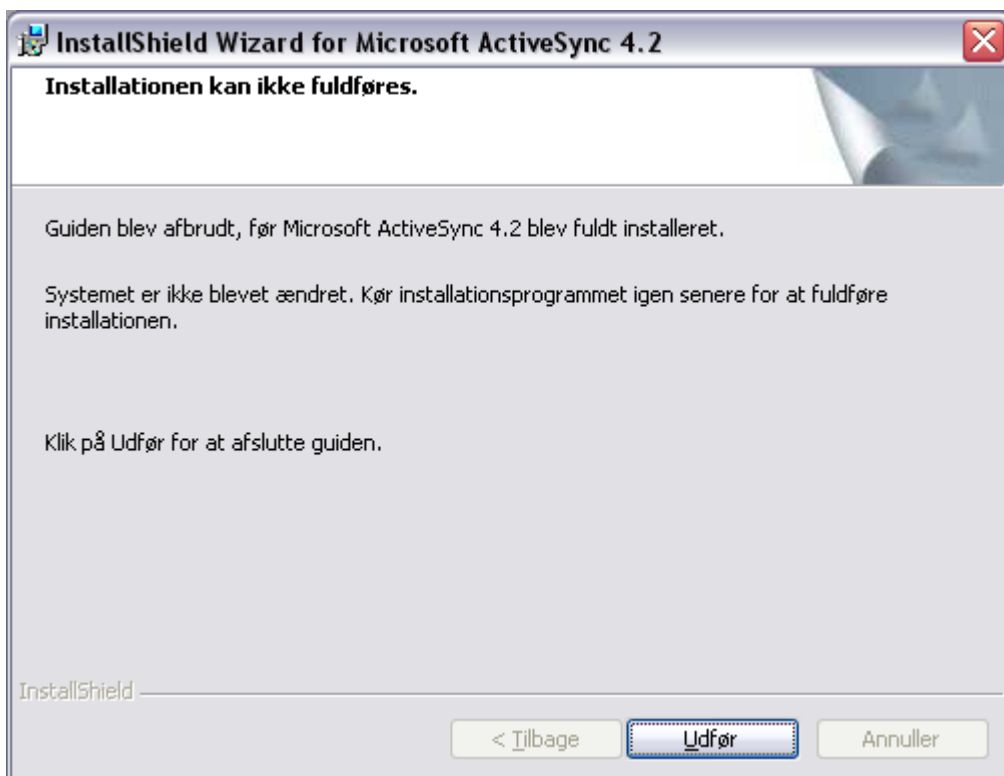 InstallShield Wizard for Microsoft ActiveSync 4.2
Installationen kan ikke fuldføres.
Guiden blev afbrudt, før Microsoft ActiveSync 4.2 blev fuldt installeret.
Systemet er ikke blevet ændret. Kør installationsprogrammet igen senere for at fuldføre
installationen.
Klik på Udfør for at afslutte guiden.
InstallShield
< Tilbage Udfør Annuller